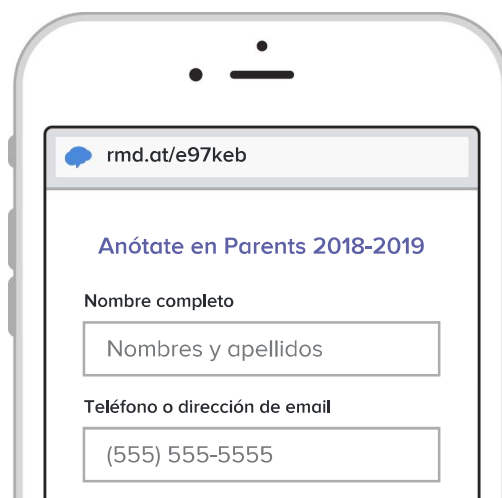 rmd.at/e97keb
Anótate en Parents 2018-2019
Nombre completo
Nombres y apellidos
Teléfono o dirección de email
(555) 555-5555